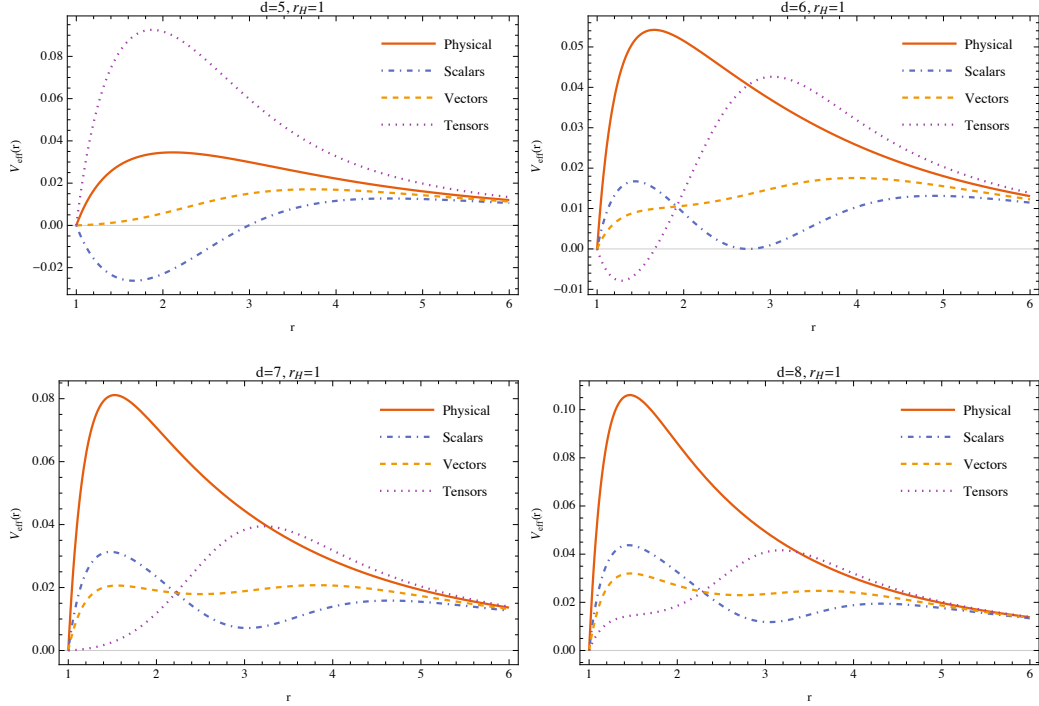 d=5, r_H=1
V_eff(r)
0.08
0.06
0.04
0.02
0.00
−0.02
Physical
Scalars
Vectors
Tensors
1 2 3 4 5 6
r
d=6, r_H=1
V_eff(r)
0.05
0.04
0.03
0.02
0.01
0.00
−0.01
Physical
Scalars
Vectors
Tensors
1 2 3 4 5 6
r
d=7, r_H=1
V_eff(r)
0.08
0.06
0.04
0.02
0.00
Physical
Scalars
Vectors
Tensors
1 2 3 4 5 6
r
d=8, r_H=1
V_eff(r)
0.10
0.08
0.06
0.04
0.02
0.00
Physical
Scalars
Vectors
Tensors
1 2 3 4 5 6
r